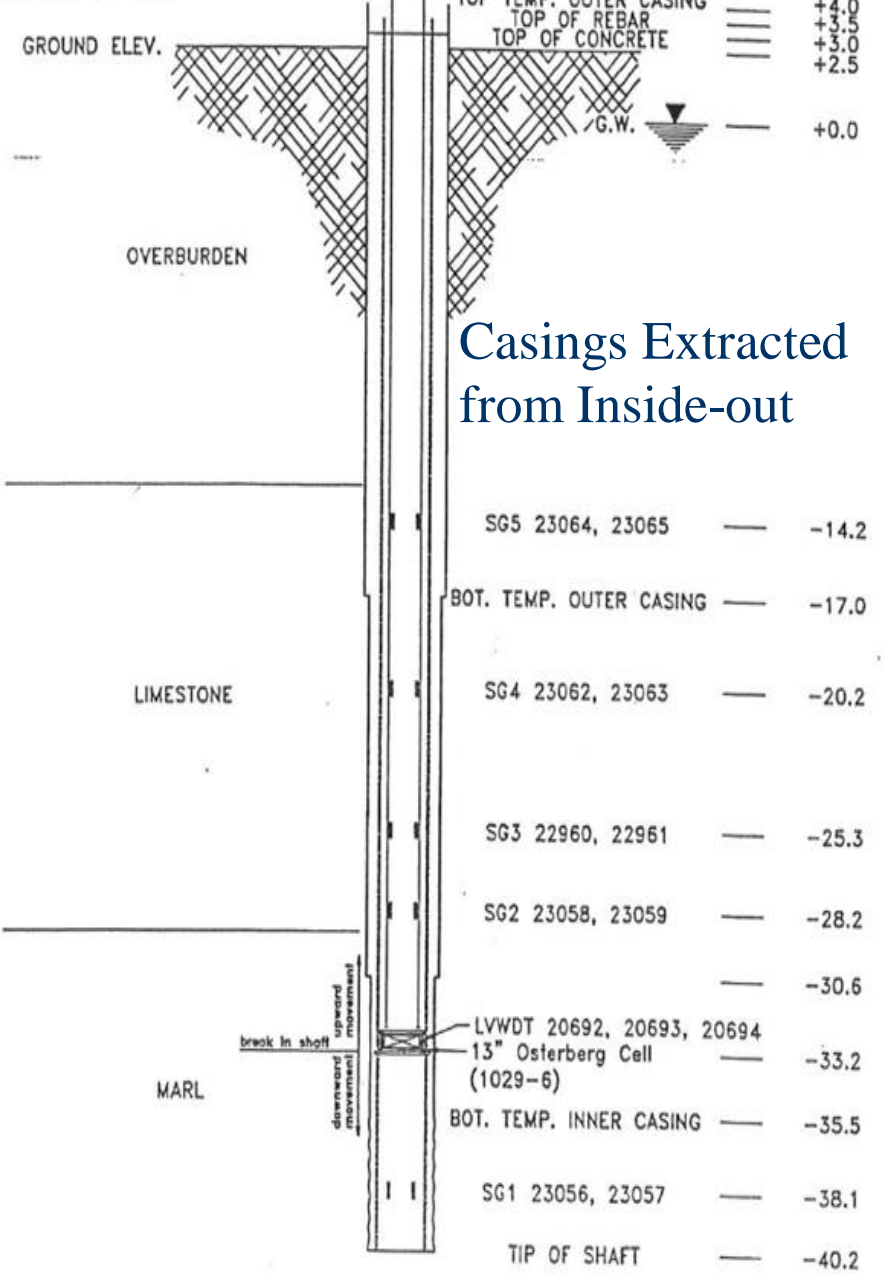 TOP TEMP. OUTER CASING +4.0
TOP OF REBAR +3.5
TOP OF CONCRETE +3.0
GROUND ELEV. +2.5
G.W. +0.0
OVERBURDEN
Casings Extracted
from Inside-out
SG5 23064, 23065 -14.2
BOT. TEMP. OUTER CASING -17.0
LIMESTONE
SG4 23062, 23063 -20.2
SG3 22960, 22961 -25.3
SG2 23058, 23059 -28.2
-30.6
upward
movement
LVWDT 20692, 20693, 20694
break in shaft
13" Osterberg Cell -33.2
(1029-6)
MARL
downward
movement
BOT. TEMP. INNER CASING -35.5
SG1 23056, 23057 -38.1
TIP OF SHAFT -40.2